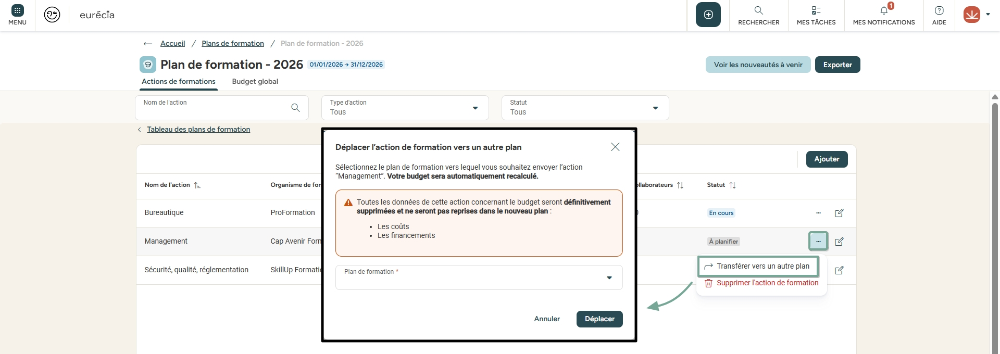 MENU
eurécia
RECHERCHER
MES TÂCHES
1
MES NOTIFICATIONS
AIDE
Accueil / Plans de formation / Plan de formation - 2026
Plan de formation - 2026
01/01/2026 → 31/12/2026
Voir les nouveautés à venir
Exporter
Actions de formations
Budget global
Nom de l'action
Type d'action
Tous
Statut
Tous
Tableau des plans de formation
Ajouter
Nom de l'action
Organisme de for
ollaborateurs
Statut
Bureautique
ProFormation
En cours
Management
Cap Avenir Form
À planifier
Sécurité, qualité, réglementation
SkillUp Formatio
Transférer vers un autre plan
Supprimer l'action de formation
Déplacer l’action de formation vers un autre plan
Sélectionnez le plan de formation vers lequel vous souhaitez envoyer l’action
“Management”. Votre budget sera automatiquement recalculé.
Toutes les données de cette action concernant le budget seront définitivement
supprimées et ne seront pas reprises dans le nouveau plan :
• Les coûts
• Les financements
Plan de formation *
Annuler
Déplacer